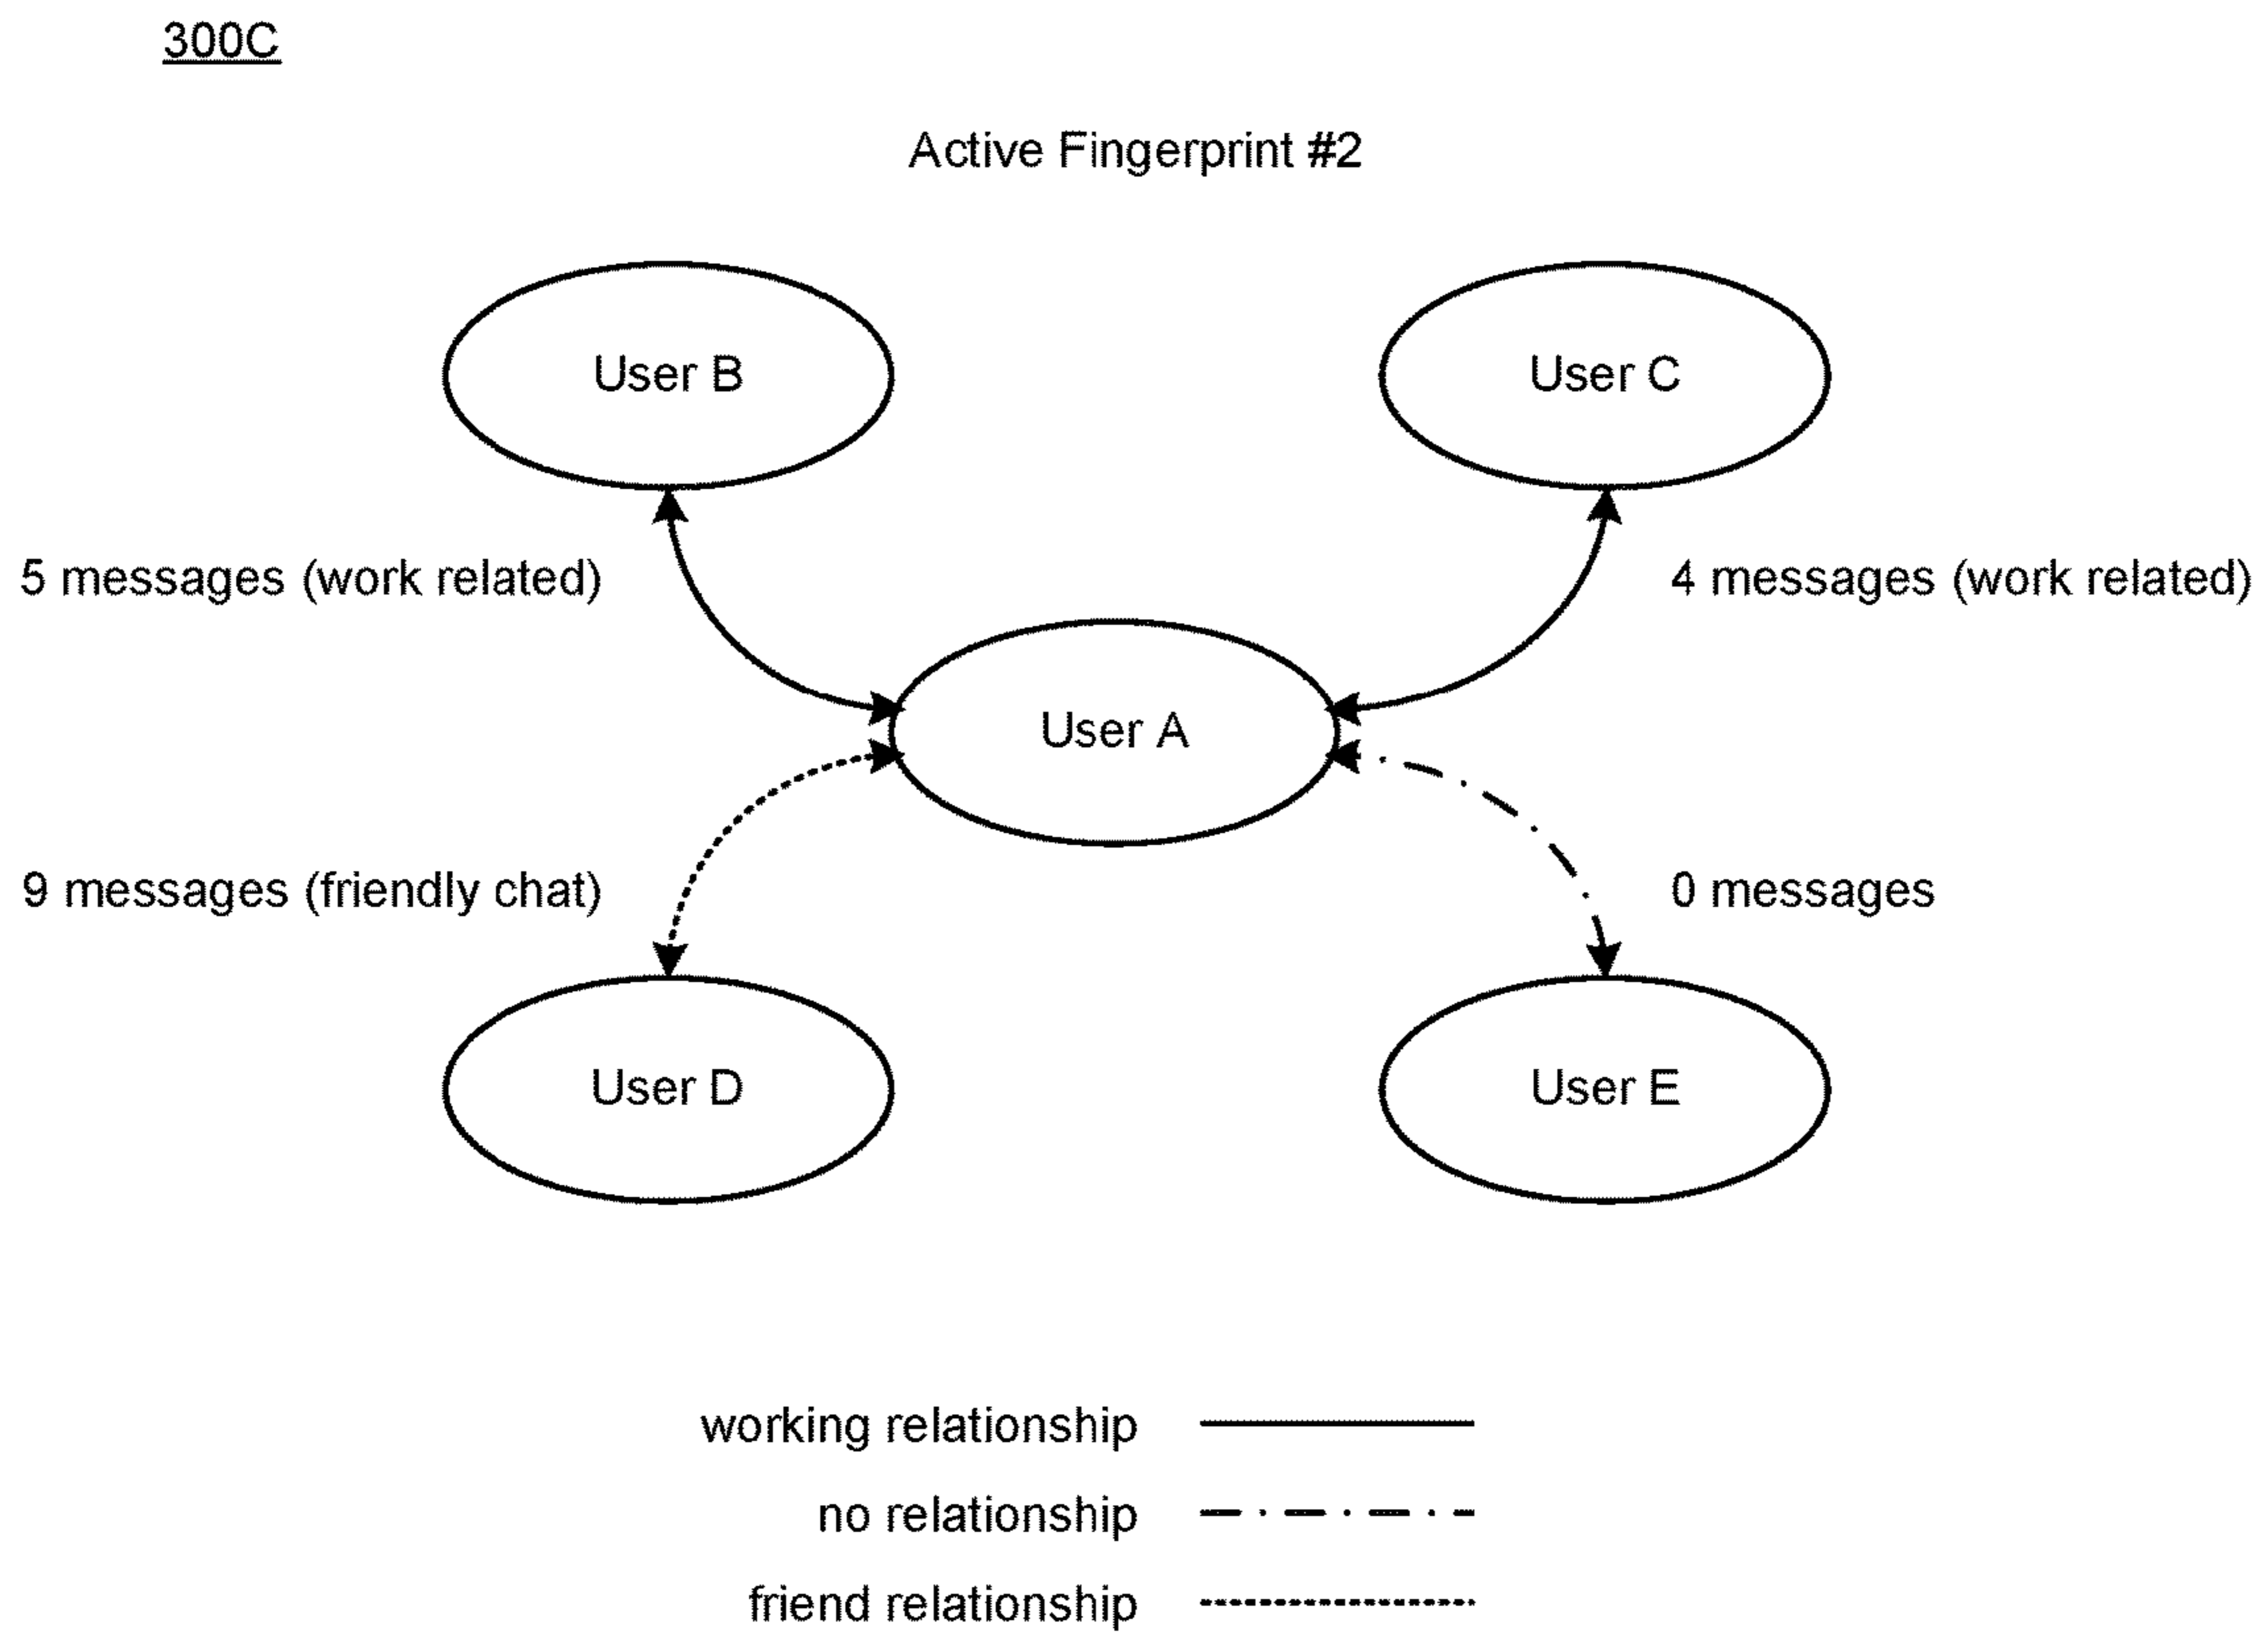 300C
Active Fingerprint #2
User B
User C
5 messages (work related)
4 messages (work related)
User A
9 messages (friendly chat)
0 messages
User D
User E
working relationship
no relationship
friend relationship